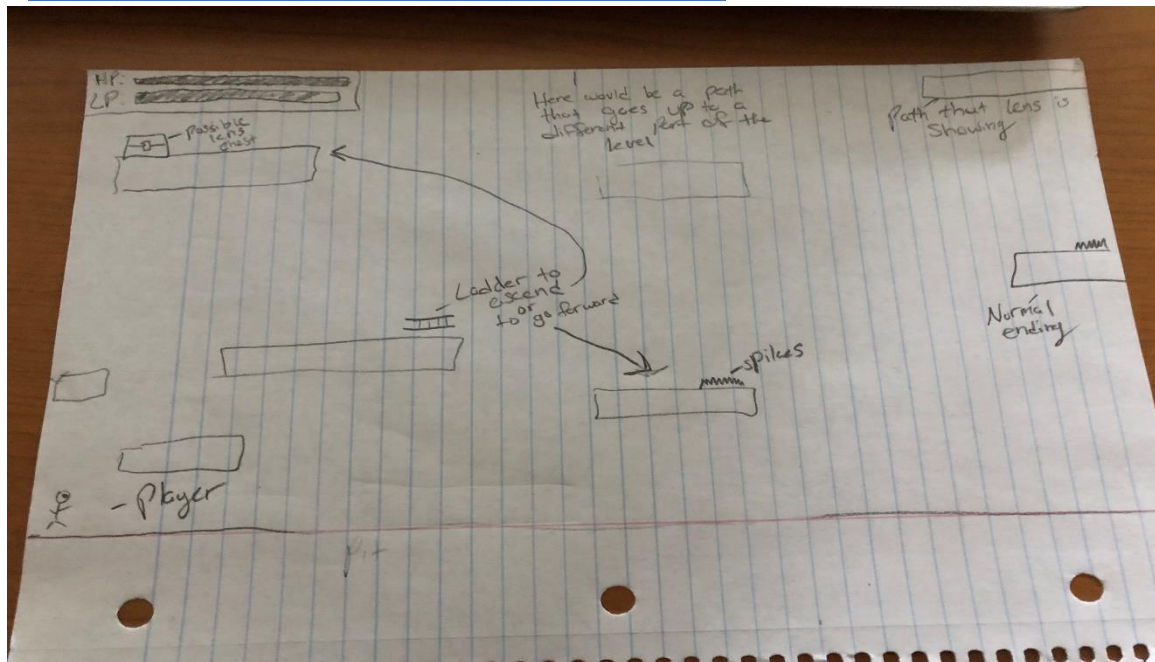 HP:
LP:
possible
lens
chest
Here would be a path
that goes up to a
different part of the
level
Path that lens is
Showing
Ladder to
ascend
or
to go forward
spikes
Normal
ending
- Player
Pit